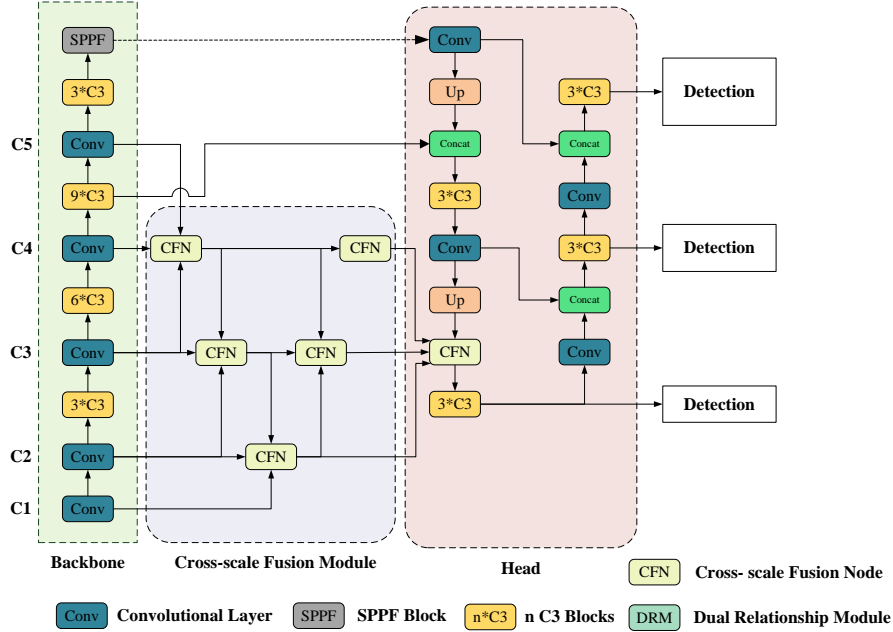 SPPF
Conv
3*C3
Up
3*C3
Detection
C5
Conv
Concat
Concat
9*C3
3*C3
Conv
C4
Conv
CFN
CFN
Conv
3*C3
Detection
6*C3
Up
Concat
C3
Conv
CFN
CFN
CFN
Conv
3*C3
3*C3
Detection
C2
Conv
CFN
C1
Conv
Backbone
Cross-scale Fusion Module
Head
CFN
Cross- scale Fusion Node
Conv
Convolutional Layer
SPPF
SPPF Block
n*C3
n C3 Blocks
DRM
Dual Relationship Module